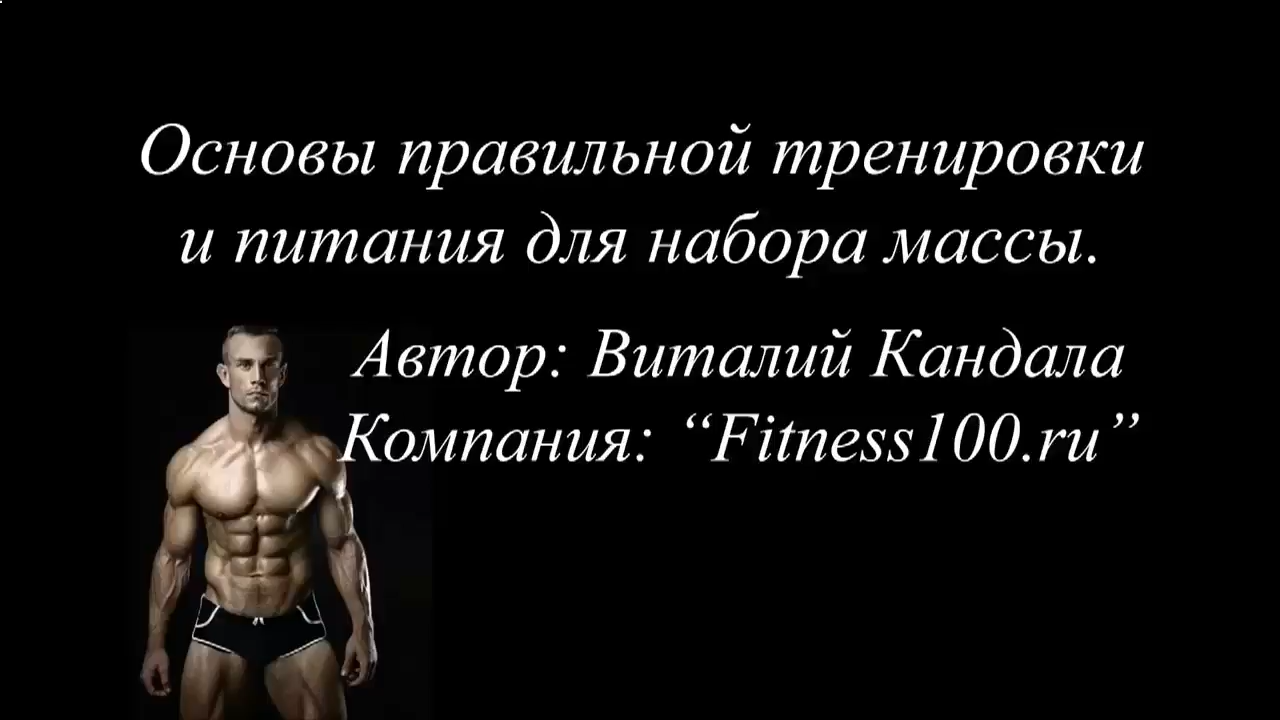 Основы правильной тренировки
и питания для набора массы.
Автор: Виталий Кандала
Компания: “Fitness100.ru”